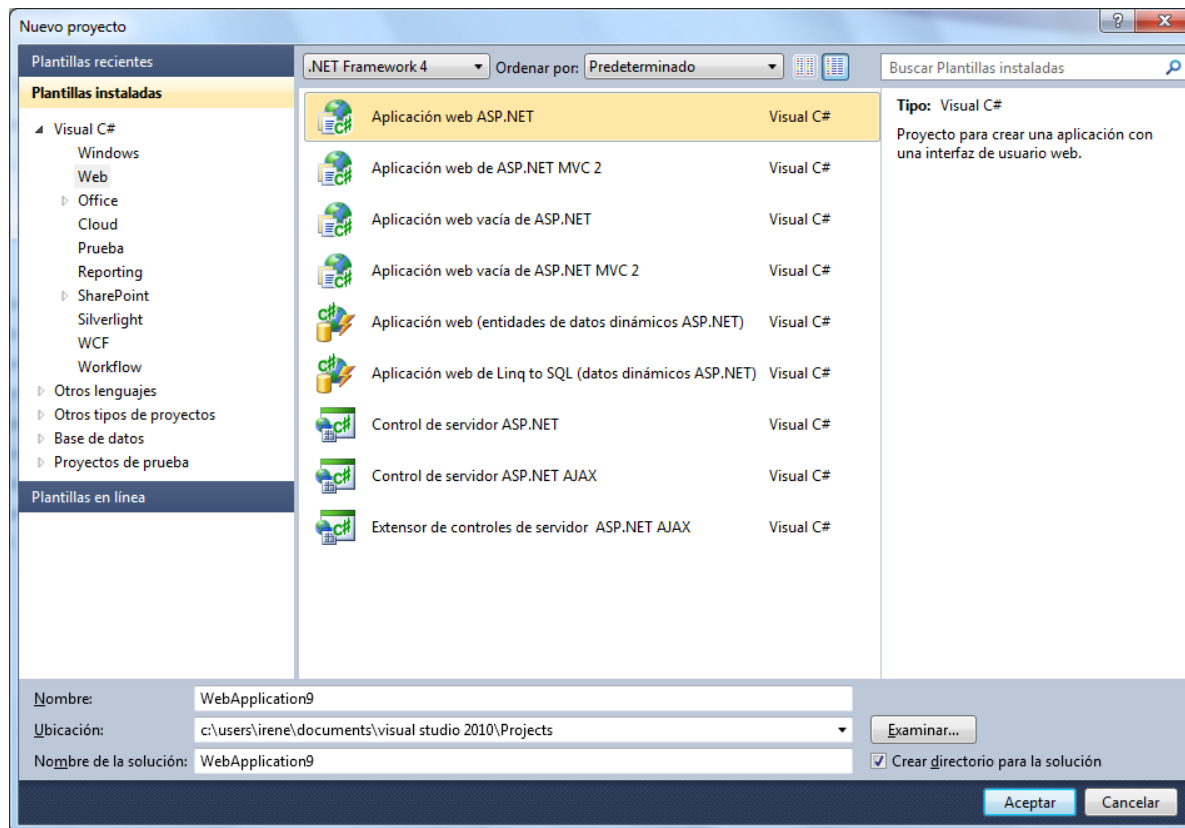 Nuevo proyecto
Plantillas recientes
Plantillas instaladas
Visual C#
Windows
Web
Office
Cloud
Prueba
Reporting
SharePoint
Silverlight
WCF
Workflow
Otros lenguajes
Otros tipos de proyectos
Base de datos
Proyectos de prueba
Plantillas en línea
.NET Framework 4 Ordenar por: Predeterminado
Aplicación web ASP.NET Visual C#
Aplicación web de ASP.NET MVC 2 Visual C#
Aplicación web vacía de ASP.NET Visual C#
Aplicación web vacía de ASP.NET MVC 2 Visual C#
Aplicación web (entidades de datos dinámicos ASP.NET) Visual C#
Aplicación web de Linq to SQL (datos dinámicos ASP.NET) Visual C#
Control de servidor ASP.NET Visual C#
Control de servidor ASP.NET AJAX Visual C#
Extensor de controles de servidor ASP.NET AJAX Visual C#
Buscar Plantillas instaladas
Tipo: Visual C#
Proyecto para crear una aplicación con
una interfaz de usuario web.
Nombre: WebApplication9
Ubicación: c:\users\irene\documents\visual studio 2010\Projects Examinar...
Nombre de la solución: WebApplication9 Crear directorio para la solución
Aceptar Cancelar